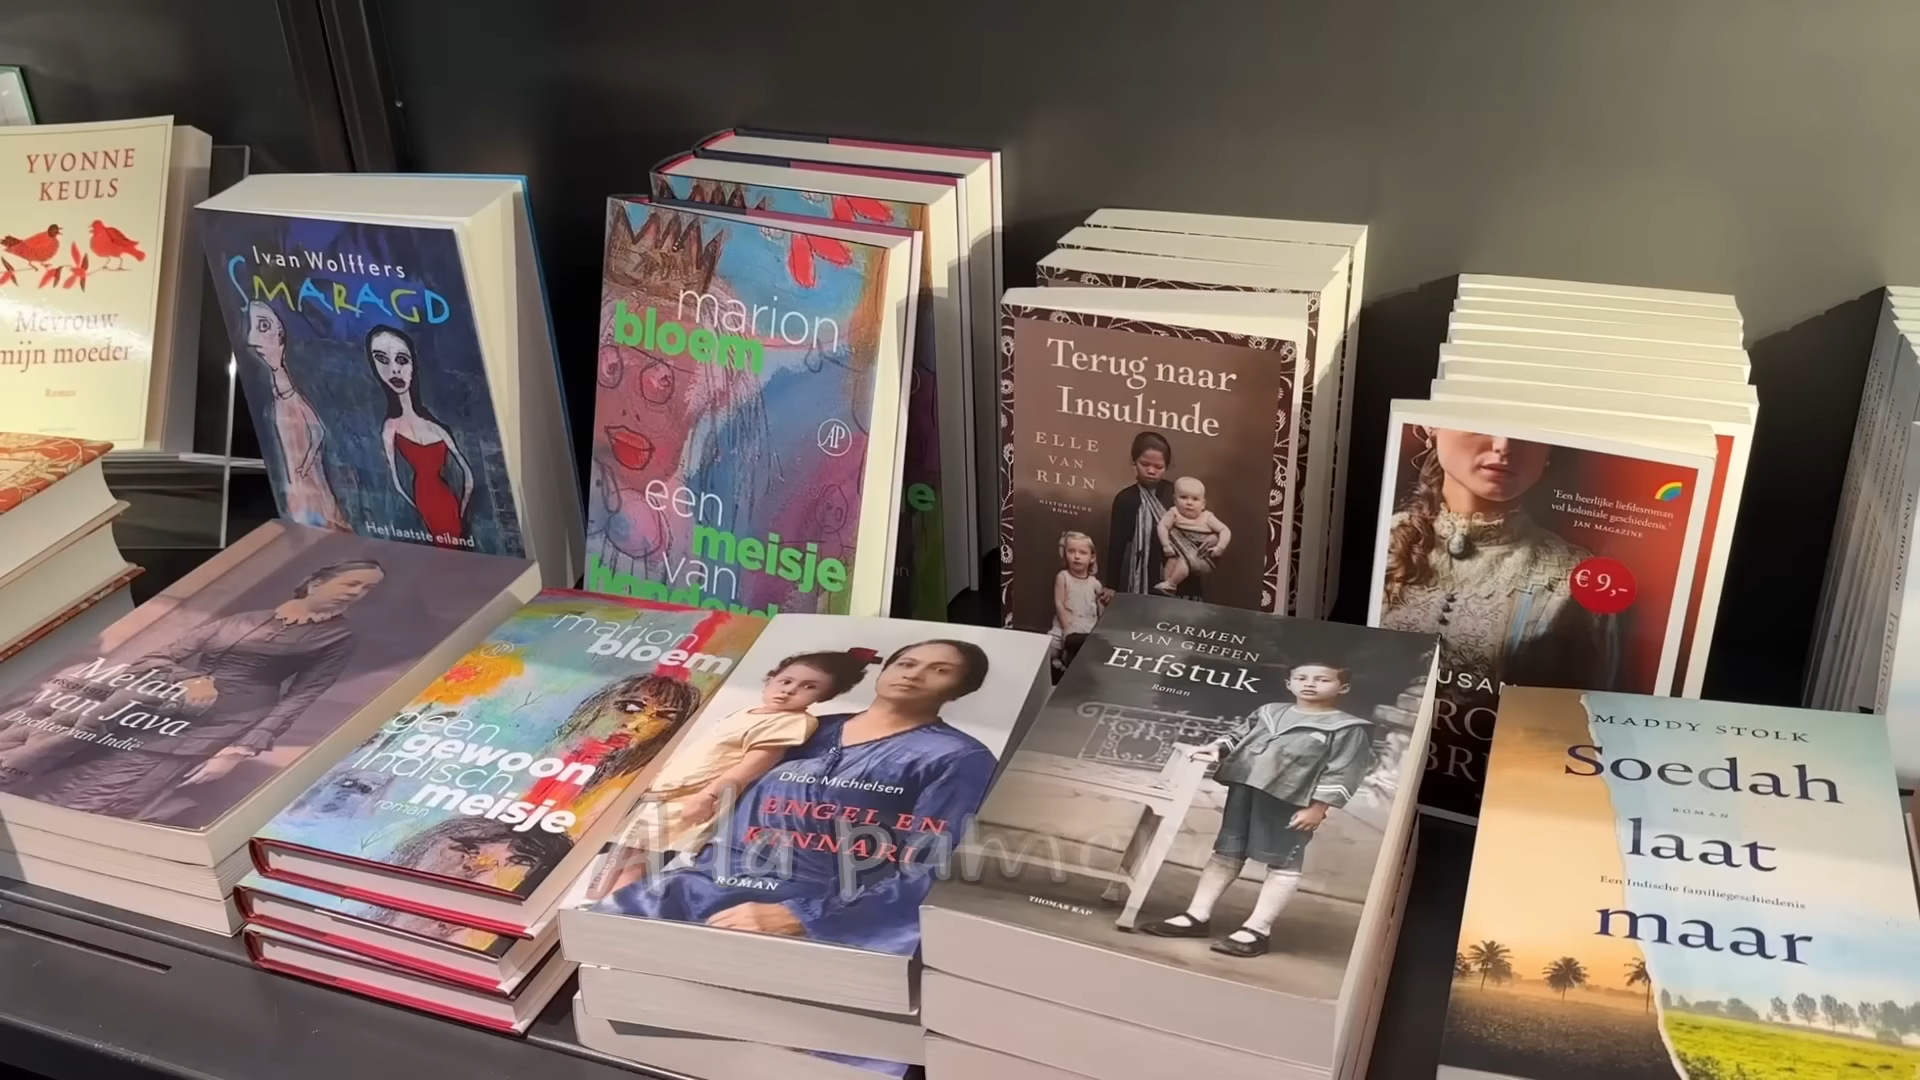 YVONNE
KEULS
Mevrouw
mijn moeder
Roman
Ivan Wolffers
SMARAGD
Het laatste eiland
marion
bloem
AP
een
meisje
van
honderd
Terug naar
Insulinde
ELLE
VAN
RIJN
HISTORISCHE
ROMAN
'Een heerlijke liefdesroman
vol koloniale geschiedenis.'
JAN MAGAZINE
€ 9,-
Melati
van Java
Dochter van Indië
marion
bloem
geen
gewoon
Indisch
meisje
roman
Dido Michielsen
ENGEL EN
KINNARI
ROMAN
CARMEN
VAN GEFFEN
Erfstuk
Roman
THOMAS RAP
MADDY STOLK
Soedah
ROMAN
laat
Een Indische familiegeschiedenis
maar